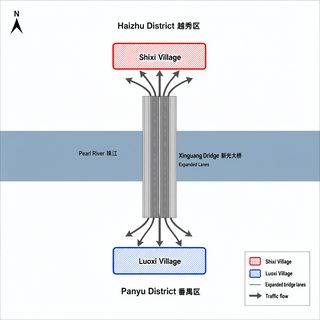 N
Haizhu District 越秀区
Shixi Village
Pearl River 珠江
Xinguang Dridge 新光大桥
Expanded Lanes
Luoxi Village
Panyu District 番禺区
Shixi Village
Luoxi Village
Expanded bridge lanes
Traffic flow